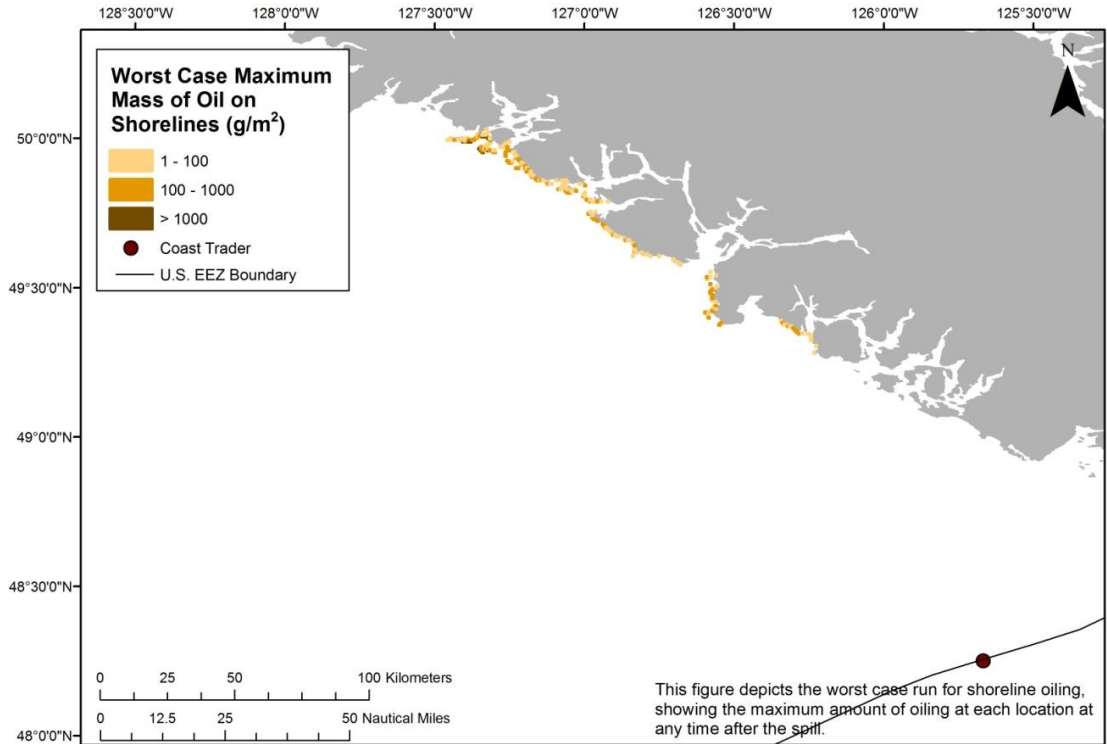 128°30'0"W 128°0'0"W 127°30'0"W 127°0'0"W 126°30'0"W 126°0'0"W 125°30'0"W
N
Worst Case Maximum
Mass of Oil on
Shorelines (g/m²)
1 - 100
100 - 1000
> 1000
Coast Trader
U.S. EEZ Boundary
50°0'0"N
49°30'0"N
49°0'0"N
48°30'0"N
48°0'0"N
0 25 50 100 Kilometers
0 12.5 25 50 Nautical Miles
This figure depicts the worst case run for shoreline oiling,
showing the maximum amount of oiling at each location at
any time after the spill.